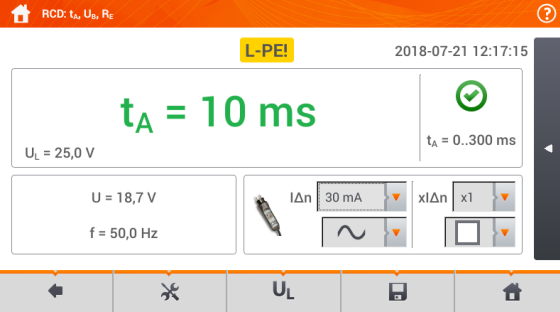 RCD: tA, UB, RE
?
L-PE!
2018-07-21 12:17:15
tA = 10 ms
UL = 25,0 V
tA = 0..300 ms
U = 18,7 V
f = 50,0 Hz
IΔn 30 mA xIΔn x1
UL